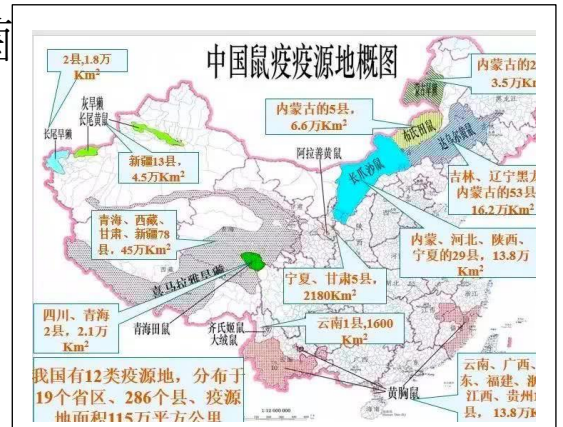 中国鼠疫疫源地概图
2县,1.8万
Km²
灰旱獭
长尾黄鼠
长尾旱獭
新疆13县,
4.5万Km²
青海、西藏、
甘肃、新疆78
县,45万Km²
喜马拉雅旱獭
四川、青海
2县,2.1万
Km²
青海田鼠
齐氏姬鼠
大绒鼠
云南1县,1600
Km²
宁夏、甘肃5县,
2180Km²
阿拉善黄鼠
内蒙古的5县,
6.6万Km²
内蒙古的2
3.5万Km
蒙古旱獭
布氏田鼠
达乌尔黄鼠
长爪沙鼠
吉林、辽宁黑龙
内蒙古的53县
16.2万Km²
内蒙、河北、陕西、
宁夏的29县,13.8万
Km²
云南、广西、
东、福建、浙
江西、贵州1
县,13.8万K
黄胸鼠
我国有12类疫源地,分布于
19个省区、286个县、疫源
地面积115万平方公里